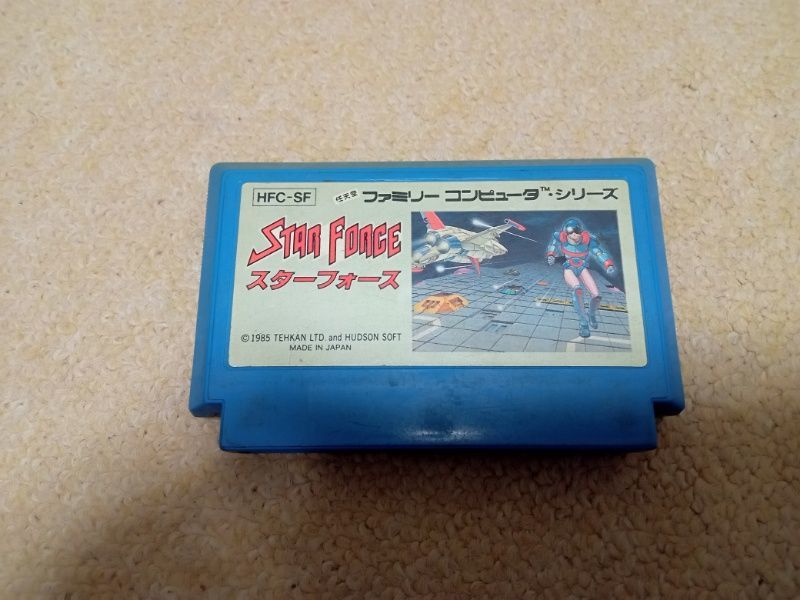 HFC-SF
任天堂 ファミリー コンピュータ™・シリーズ
STAR FORCE
スターフォース
©1985 TEHKAN LTD. and HUDSON SOFT
MADE IN JAPAN